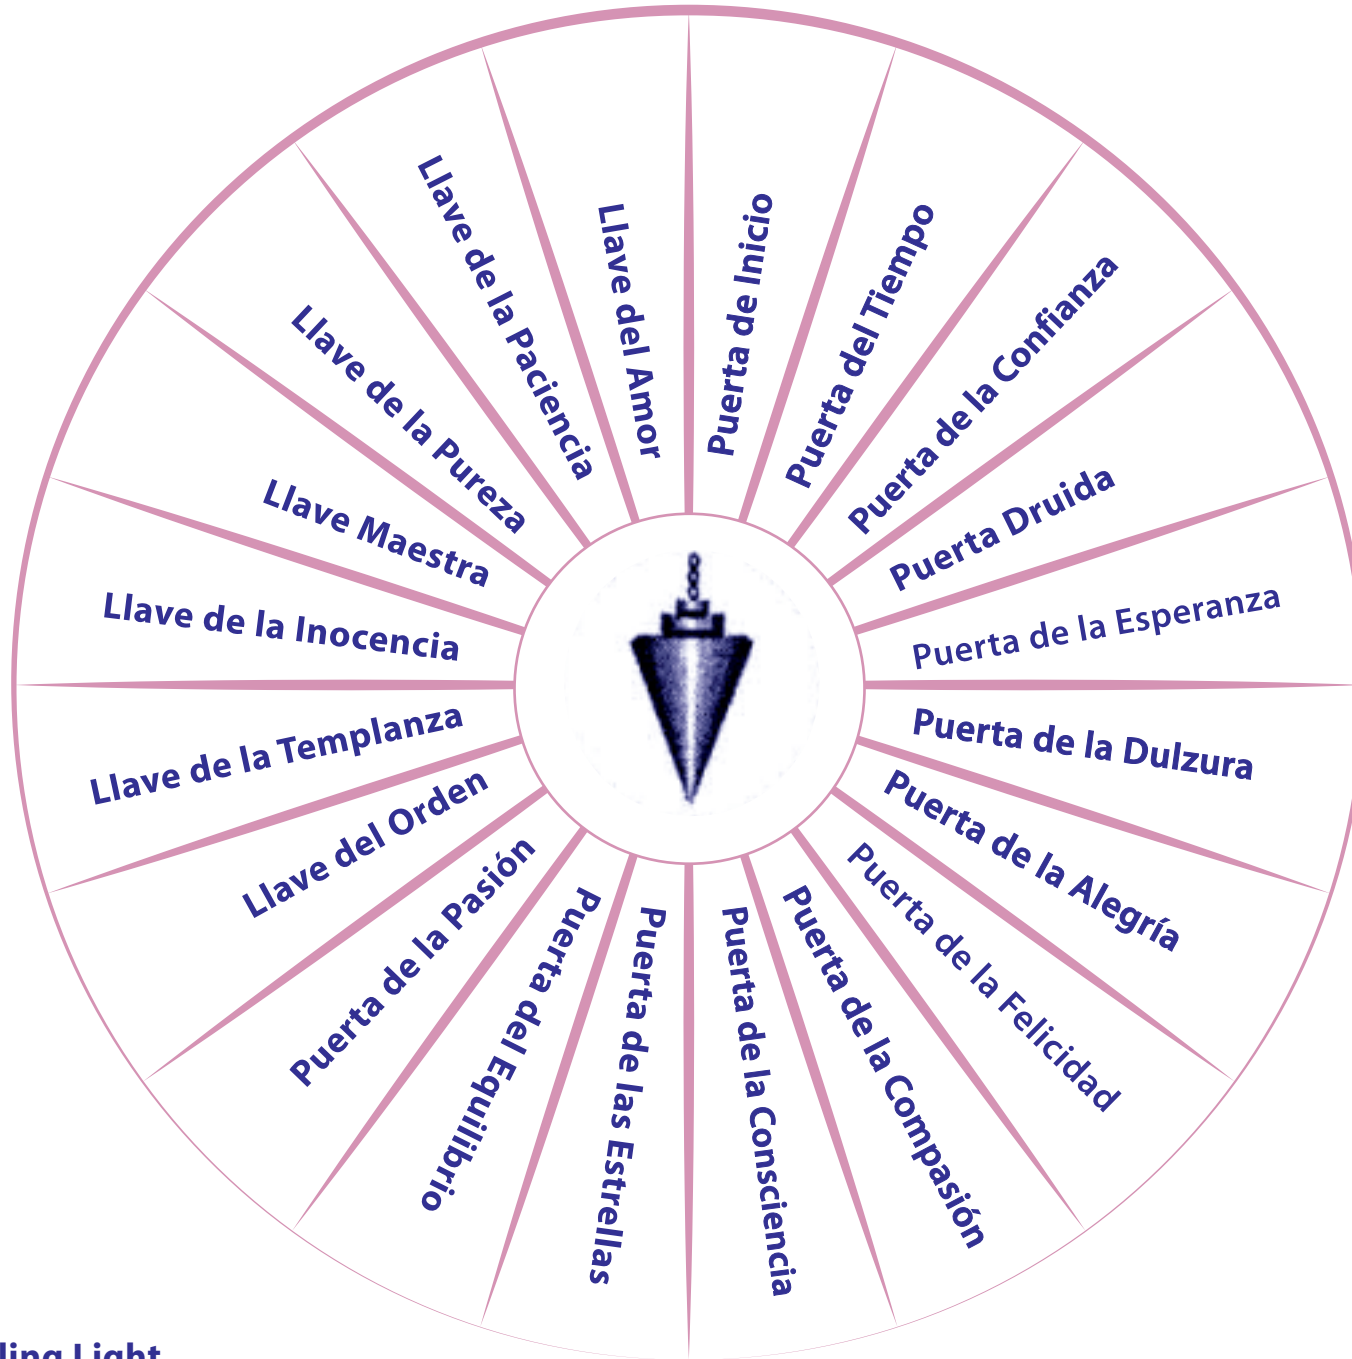 Puerta de Inicio
Puerta del Tiempo
Puerta de la Confianza
Puerta Druida
Puerta de la Esperanza
Puerta de la Dulzura
Puerta de la Alegría
Puerta de la Felicidad
Puerta de la Compasión
Puerta de la Consciencia
Puerta de las Estrellas
Puerta del Equilibrio
Puerta de la Pasión
Llave del Orden
Llave de la Templanza
Llave de la Inocencia
Llave Maestra
Llave de la Pureza
Llave de la Paciencia
Llave del Amor
Light